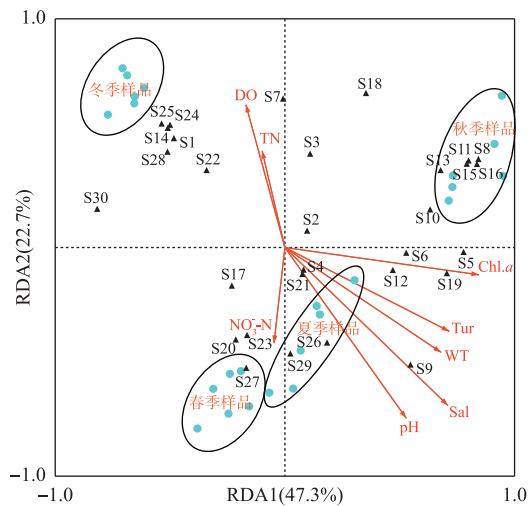 1.0
S18
DO
S7
冬季样品
S25 S24
S14 S1
S28
TN
S3
秋季样品
S11 S8
S13
S15 S16
S22
S30
S10
S2
RDA2(22.7%)
S6
S5
S4
S21
S12
S19
Chl.a
S17
NO₃⁻-N
夏季样品
Tur
S20
S23
S26
WT
S29
S9
S27
春季样品
Sal
pH
−1.0
−1.0
RDA1(47.3%)
1.0